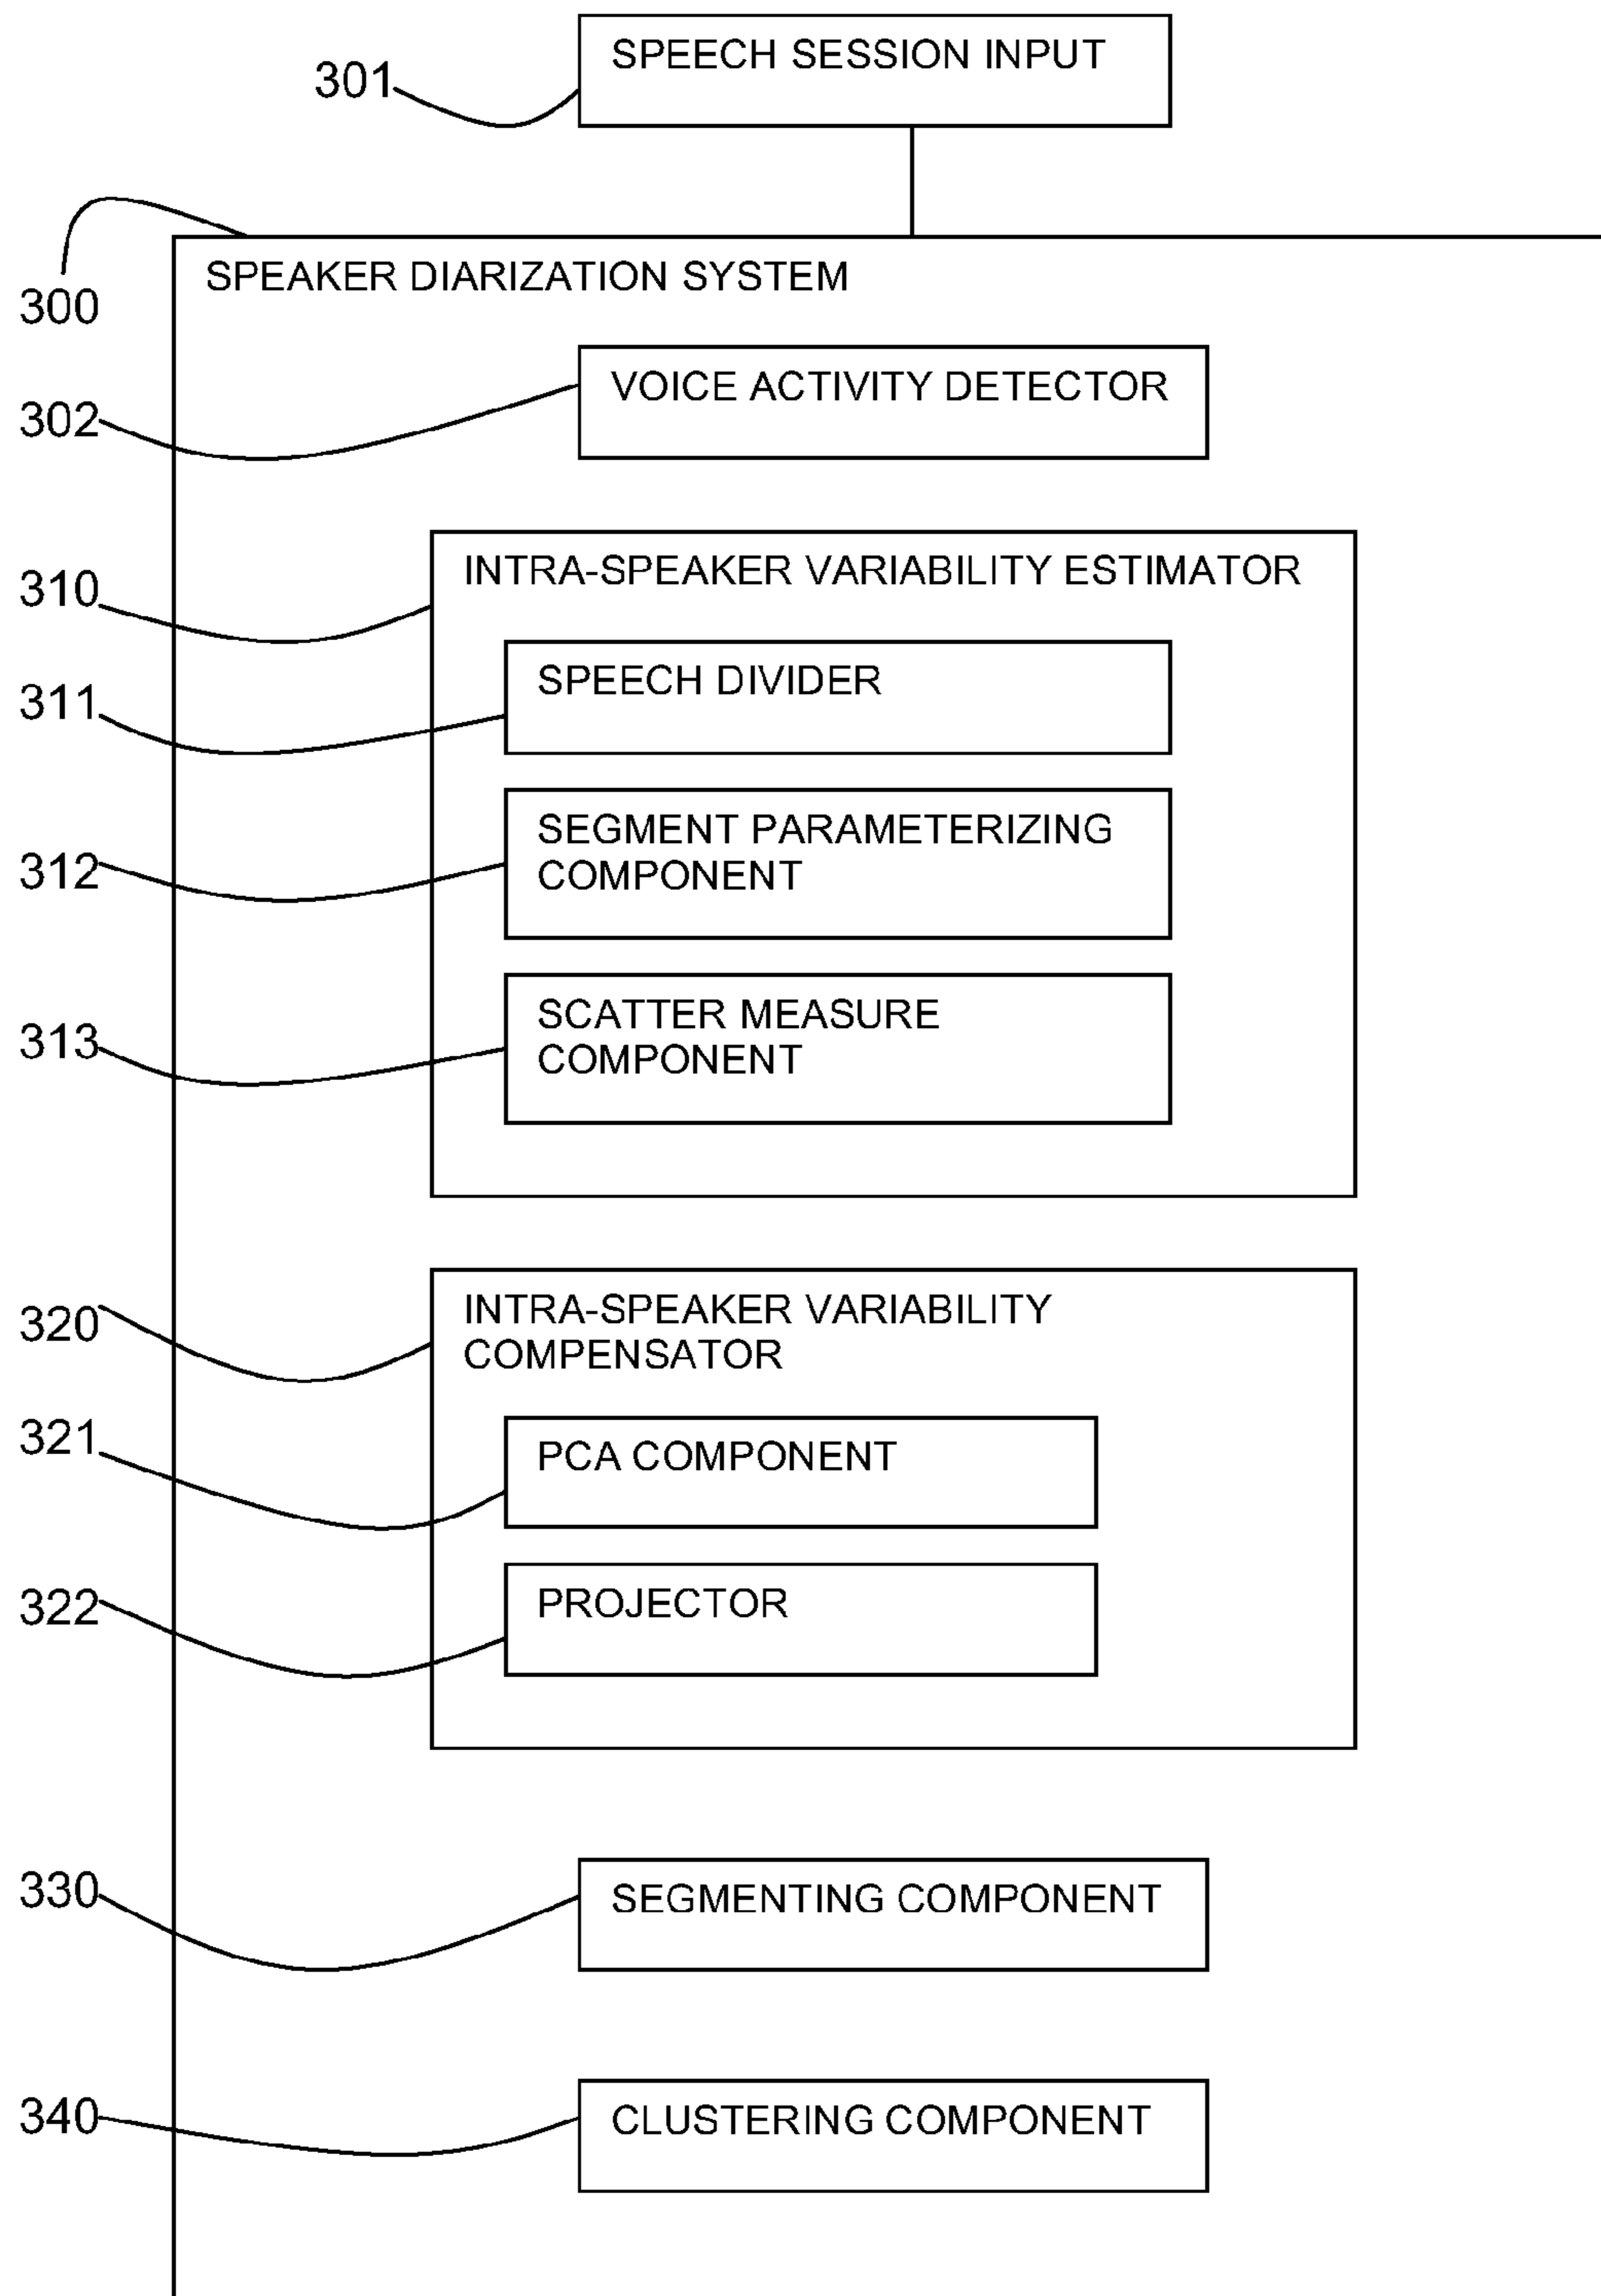 SPEECH SESSION INPUT
301
300
SPEAKER DIARIZATION SYSTEM
302
VOICE ACTIVITY DETECTOR
310
INTRA-SPEAKER VARIABILITY ESTIMATOR
311
SPEECH DIVIDER
312
SEGMENT PARAMETERIZING
COMPONENT
313
SCATTER MEASURE
COMPONENT
320
INTRA-SPEAKER VARIABILITY
COMPENSATOR
321
PCA COMPONENT
322
PROJECTOR
330
SEGMENTING COMPONENT
340
CLUSTERING COMPONENT